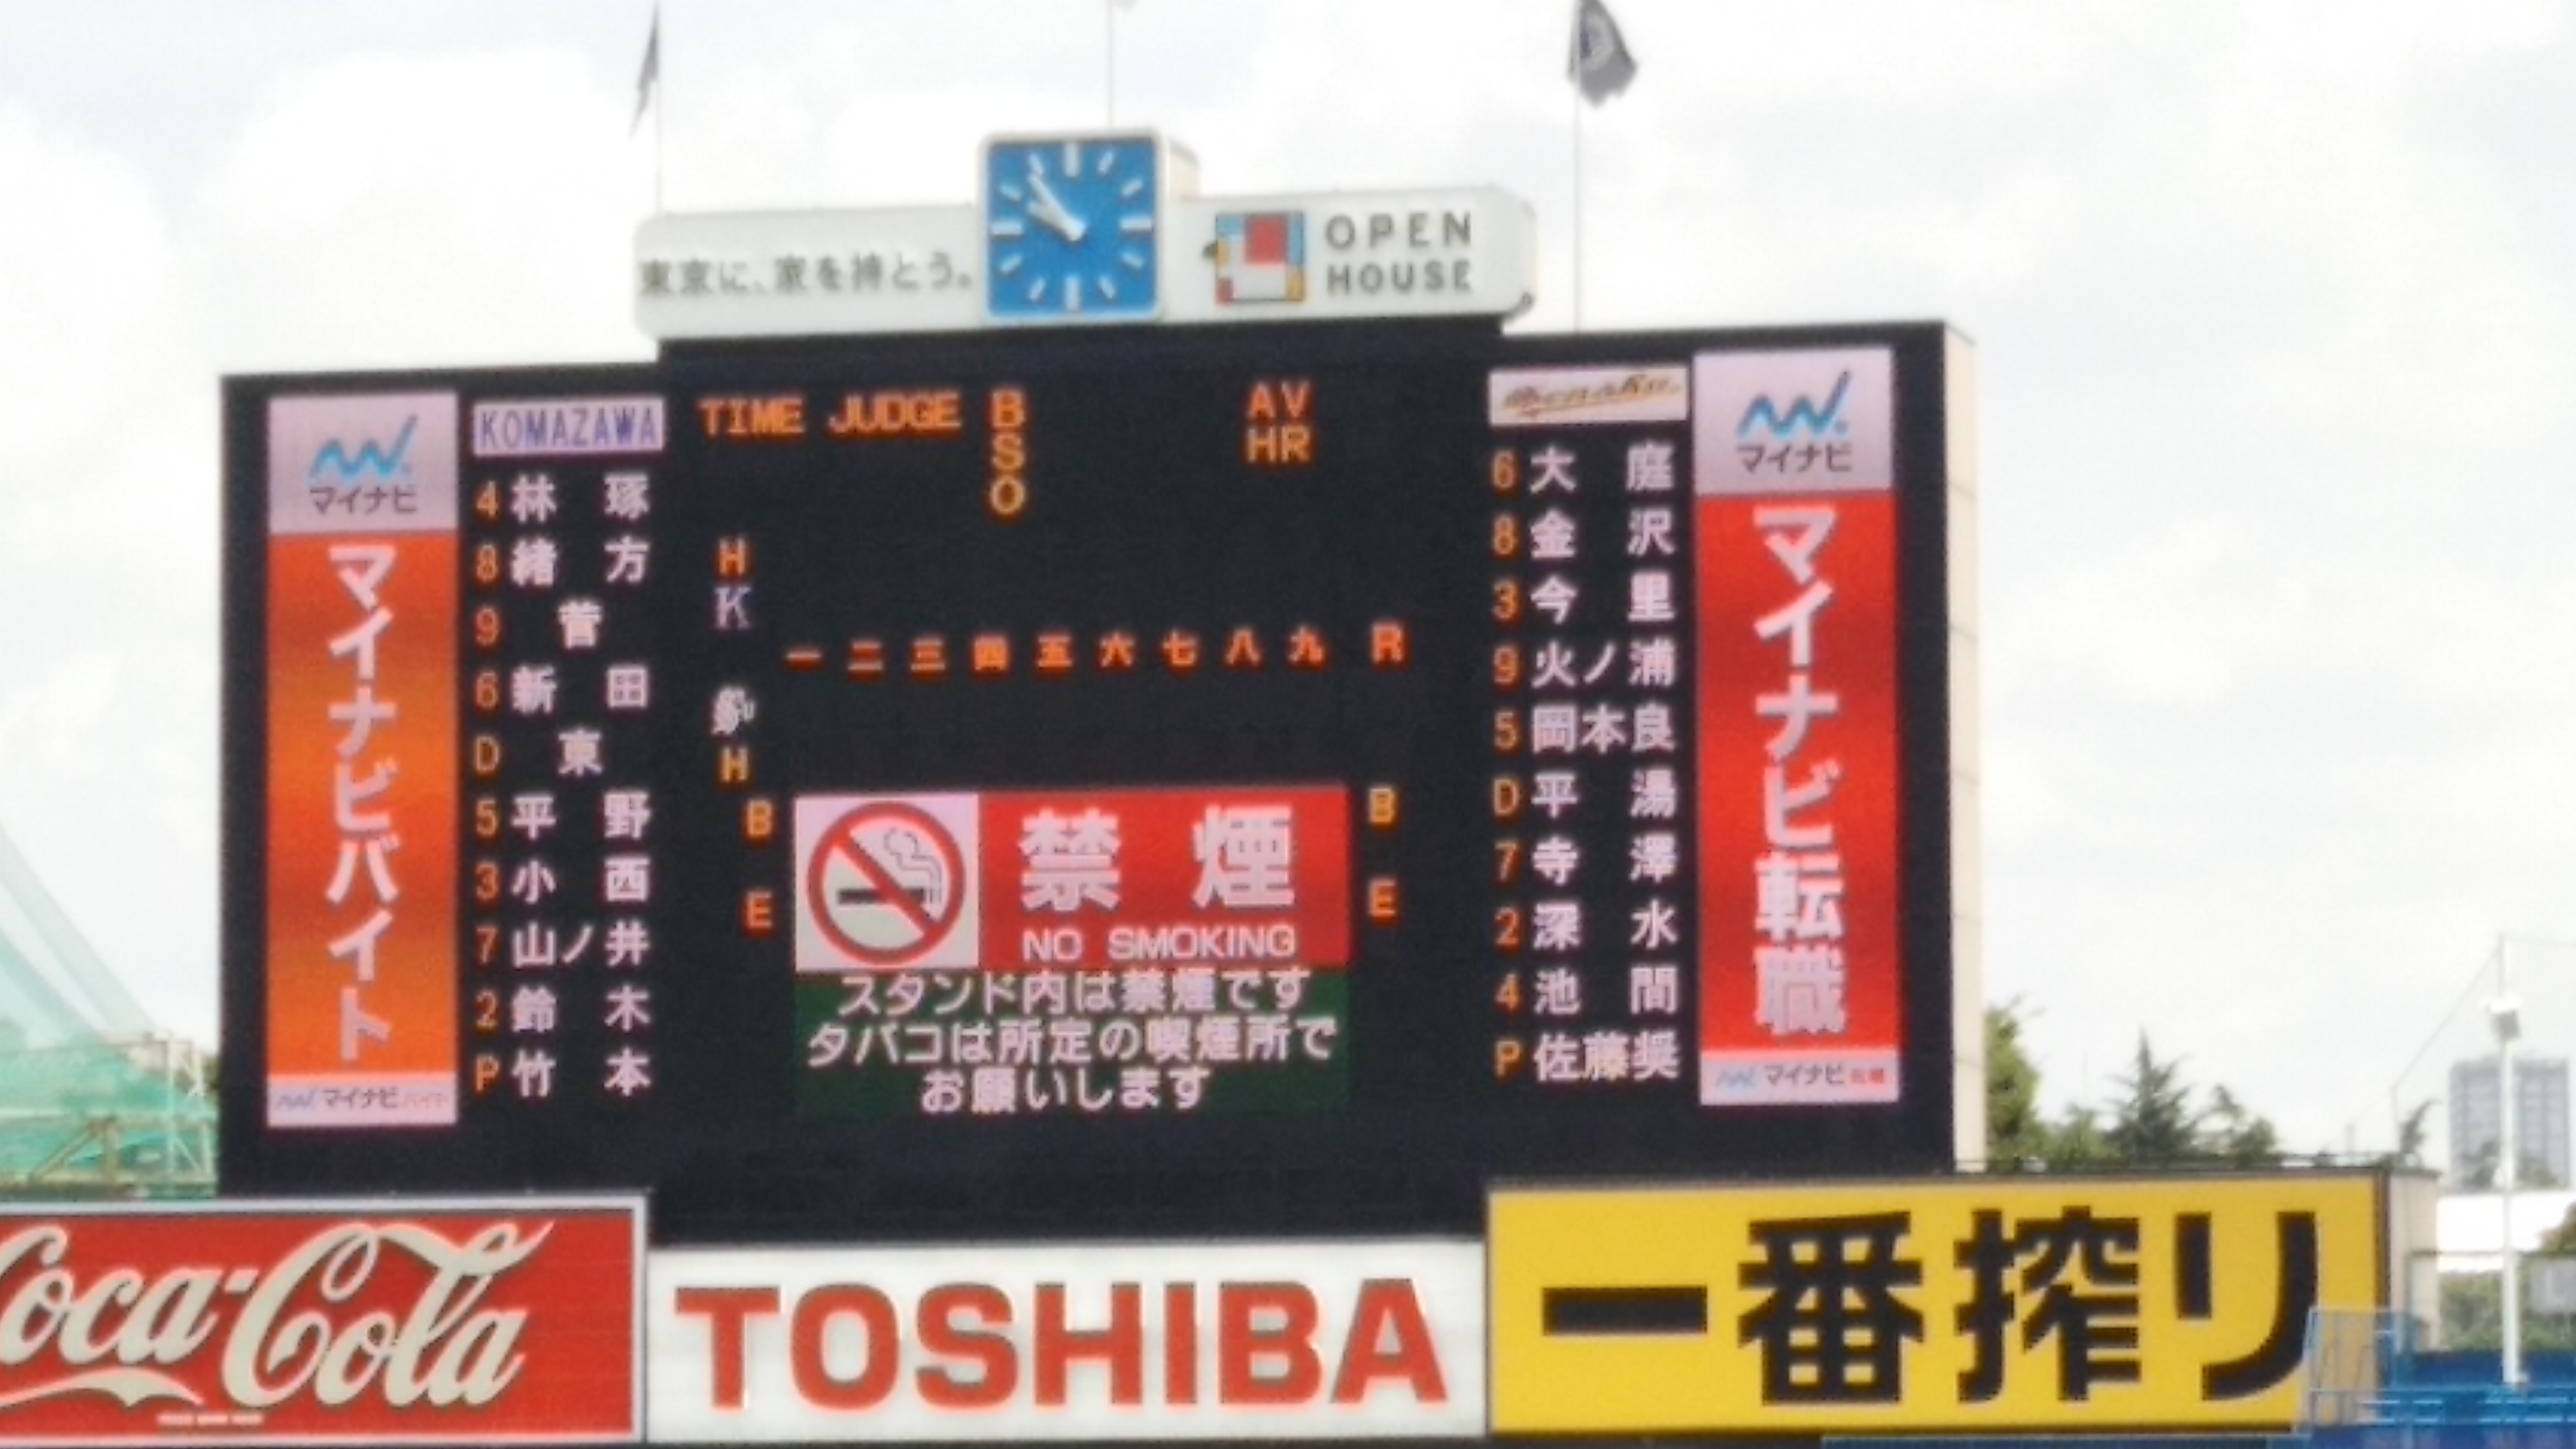 東京に、家を持とう。
OPEN
HOUSE
マイナビ
マイナビバイト
マイナビ バイト
KOMAZAWA
4 林 琢
8 緒 方
9 菅
6 新 田
D 東
5 平 野
3 小 西
7 山ノ井
2 鈴 木
P 竹 本
TIME JUDGE B
S
O
AV
HR
H
K
一 二 三 四 五 六 七 八 九 R
H
B
E
B
E
禁 煙
NO SMOKING
スタンド内は禁煙です
タバコは所定の喫煙所で
お願いします
6 大 庭
8 金 沢
3 今 里
9 火ノ浦
5 岡本良
D 平 湯
7 寺 澤
2 深 水
4 池 間
P 佐藤奨
マイナビ
マイナビ転職
マイナビ 転職
Coca-Cola
TOSHIBA
一番搾り